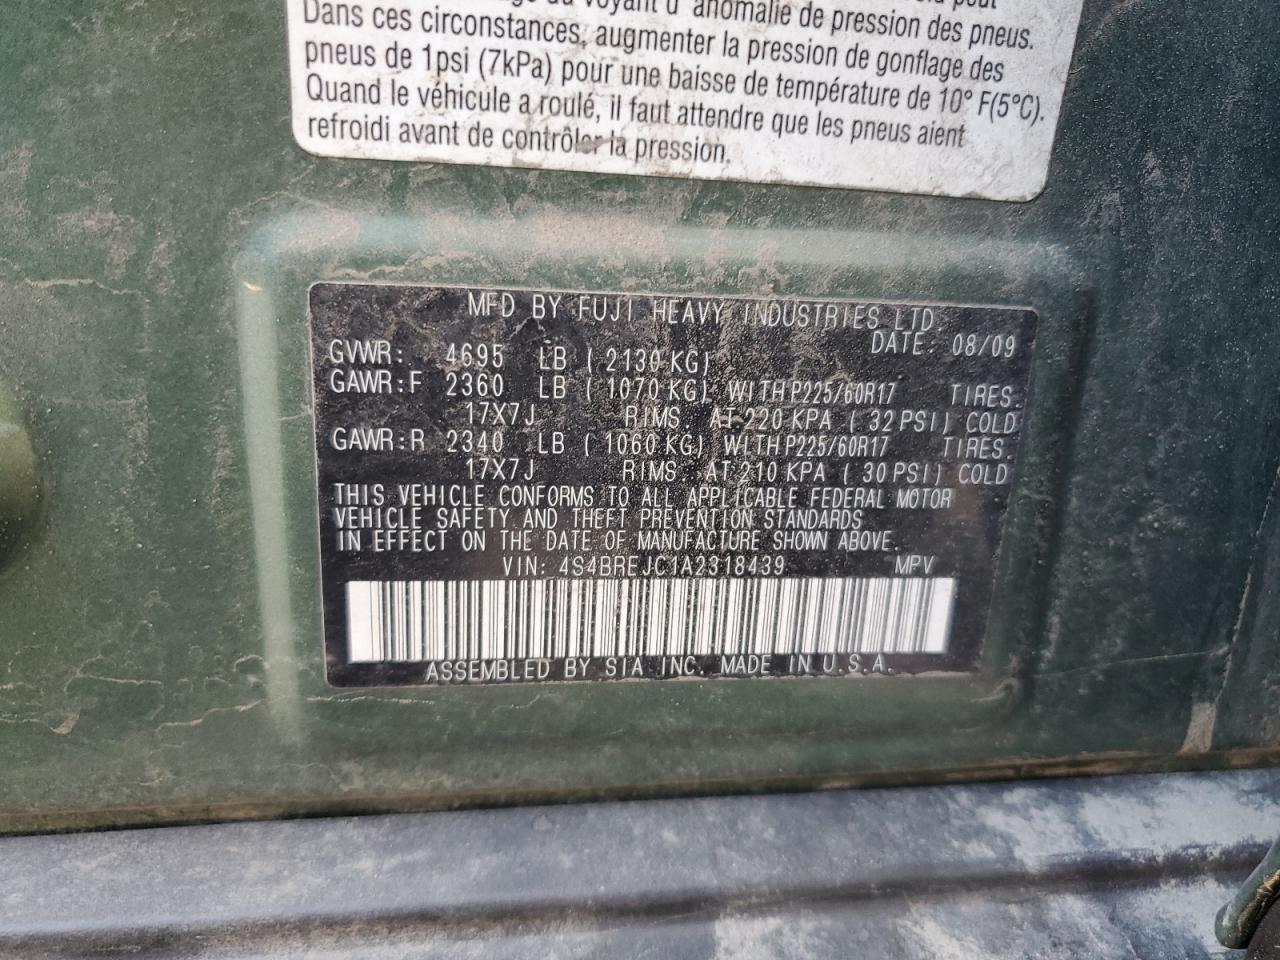 voyant d' anomalie de pression des pneus.
Dans ces circonstances, augmenter la pression de gonflage des
pneus de 1psi (7kPa) pour une baisse de température de 10° F(5°C).
Quand le véhicule a roulé, il faut attendre que les pneus aient
refroidi avant de contrôler la pression.
MFD BY FUJI HEAVY INDUSTRIES LTD.
DATE: 08/09
GVWR: 4695 LB ( 2130 KG)
GAWR:F 2360 LB ( 1070 KG) WITH P225/60R17 TIRES.
17X7J RIMS AT 220 KPA ( 32 PSI) COLD
GAWR:R 2340 LB ( 1060 KG) WITH P225/60R17 TIRES.
17X7J RIMS AT 210 KPA ( 30 PSI) COLD
THIS VEHICLE CONFORMS TO ALL APPLICABLE FEDERAL MOTOR
VEHICLE SAFETY AND THEFT PREVENTION STANDARDS
IN EFFECT ON THE DATE OF MANUFACTURE SHOWN ABOVE.
VIN: 4S4BREJC1A2318439 MPV
ASSEMBLED BY SIA INC. MADE IN U.S.A.